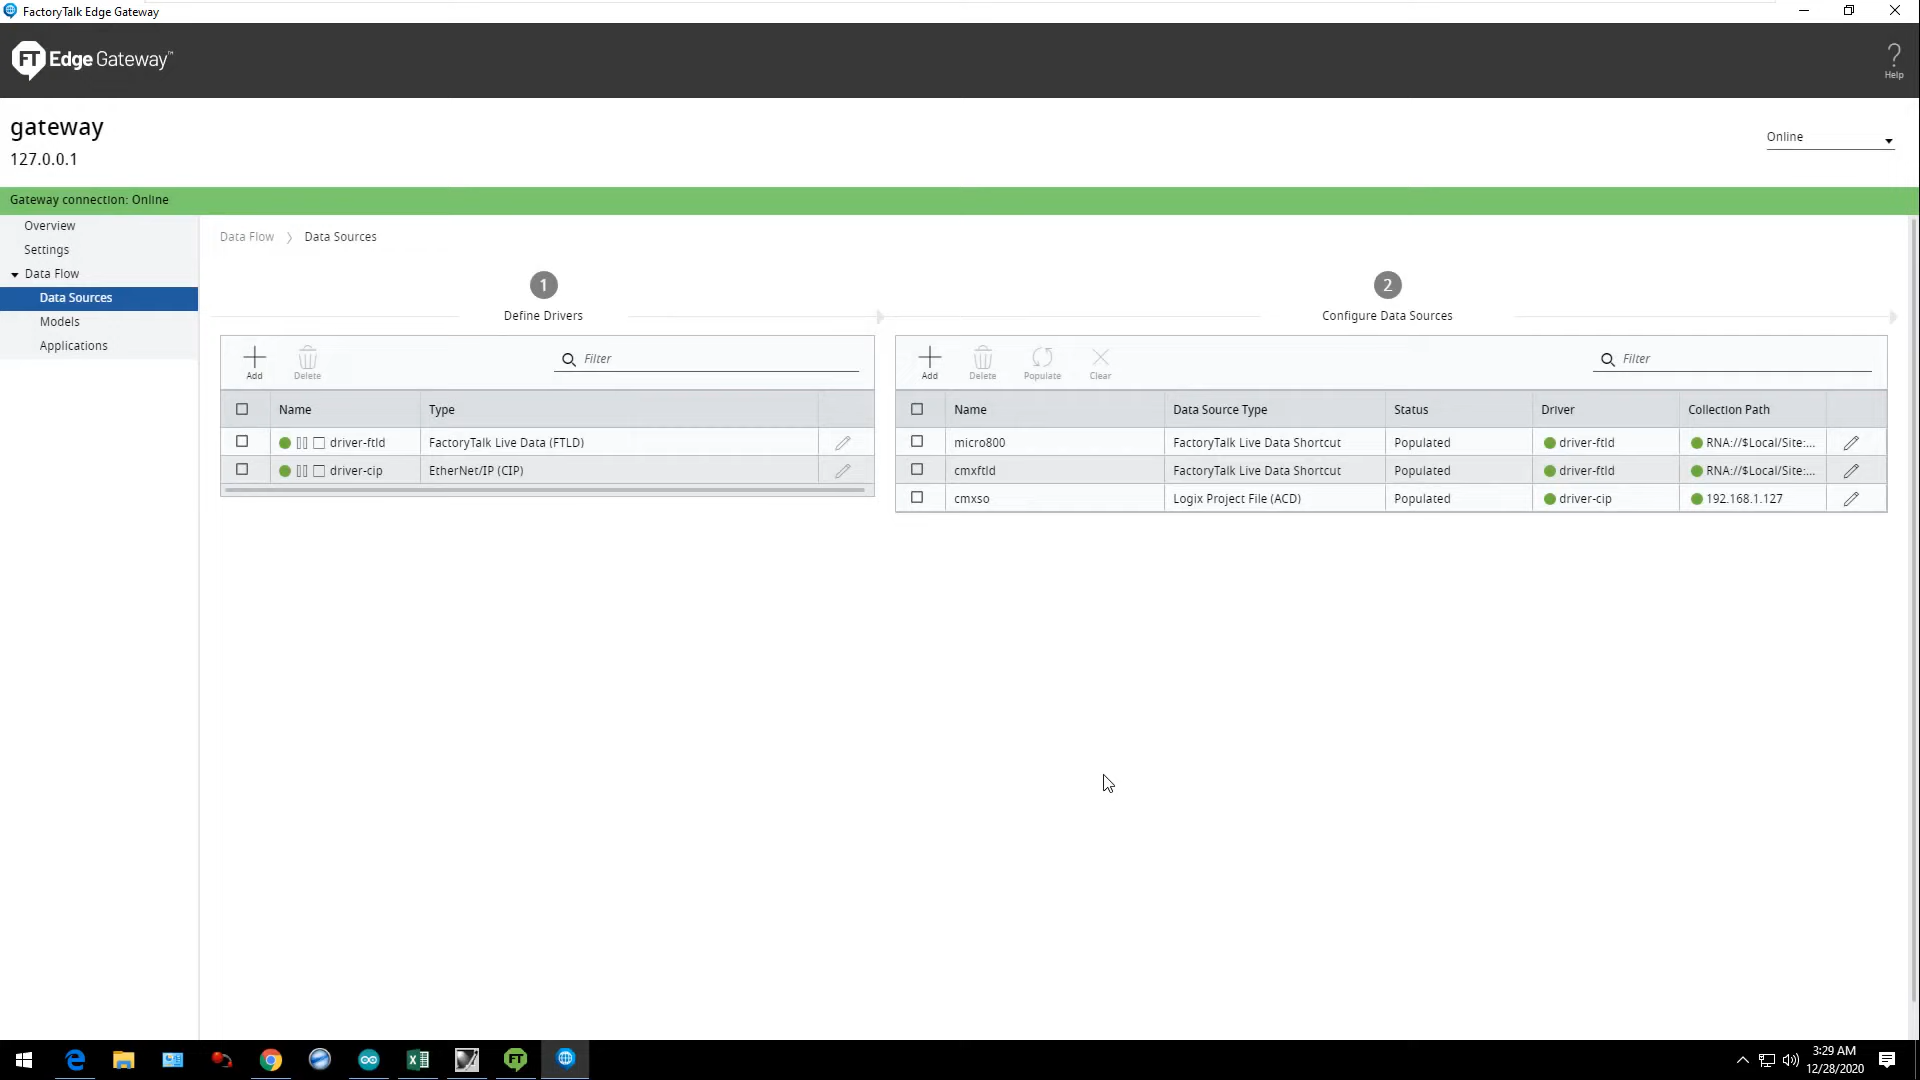 FactoryTalk Edge Gateway
FT Edge Gateway™
Help
gateway
127.0.0.1
Online
Gateway connection: Online
Overview
Settings
Data Flow
Data Sources
Models
Applications
Data Flow > Data Sources
1
Define Drivers
Add
Delete
Filter
Name Type
driver-ftld FactoryTalk Live Data (FTLD)
driver-cip EtherNet/IP (CIP)
2
Configure Data Sources
Add
Delete
Populate
Clear
Filter
Name Data Source Type Status Driver Collection Path
micro800 FactoryTalk Live Data Shortcut Populated driver-ftld RNA://$Local/Site:...
cmxftld FactoryTalk Live Data Shortcut Populated driver-ftld RNA://$Local/Site:...
cmxso Logix Project File (ACD) Populated driver-cip 192.168.1.127
FT
3:29 AM
12/28/2020